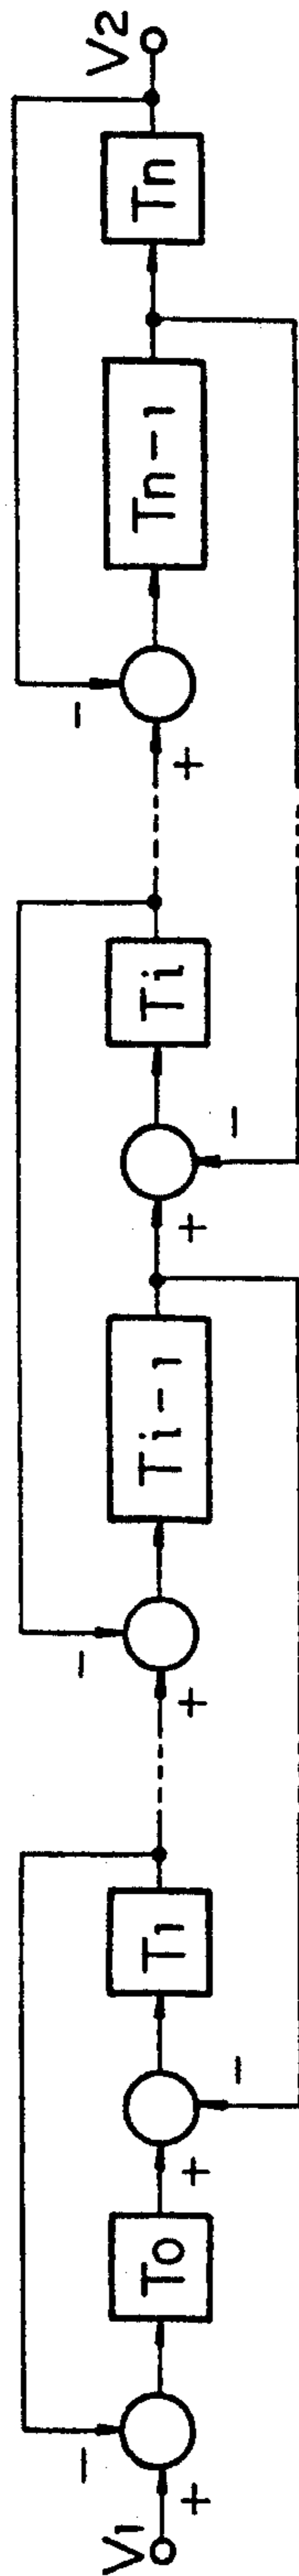 V1
+
-
T0
+
-
T1
+
-
Ti-1
+
-
Ti
+
-
Tn-1
Tn
V2